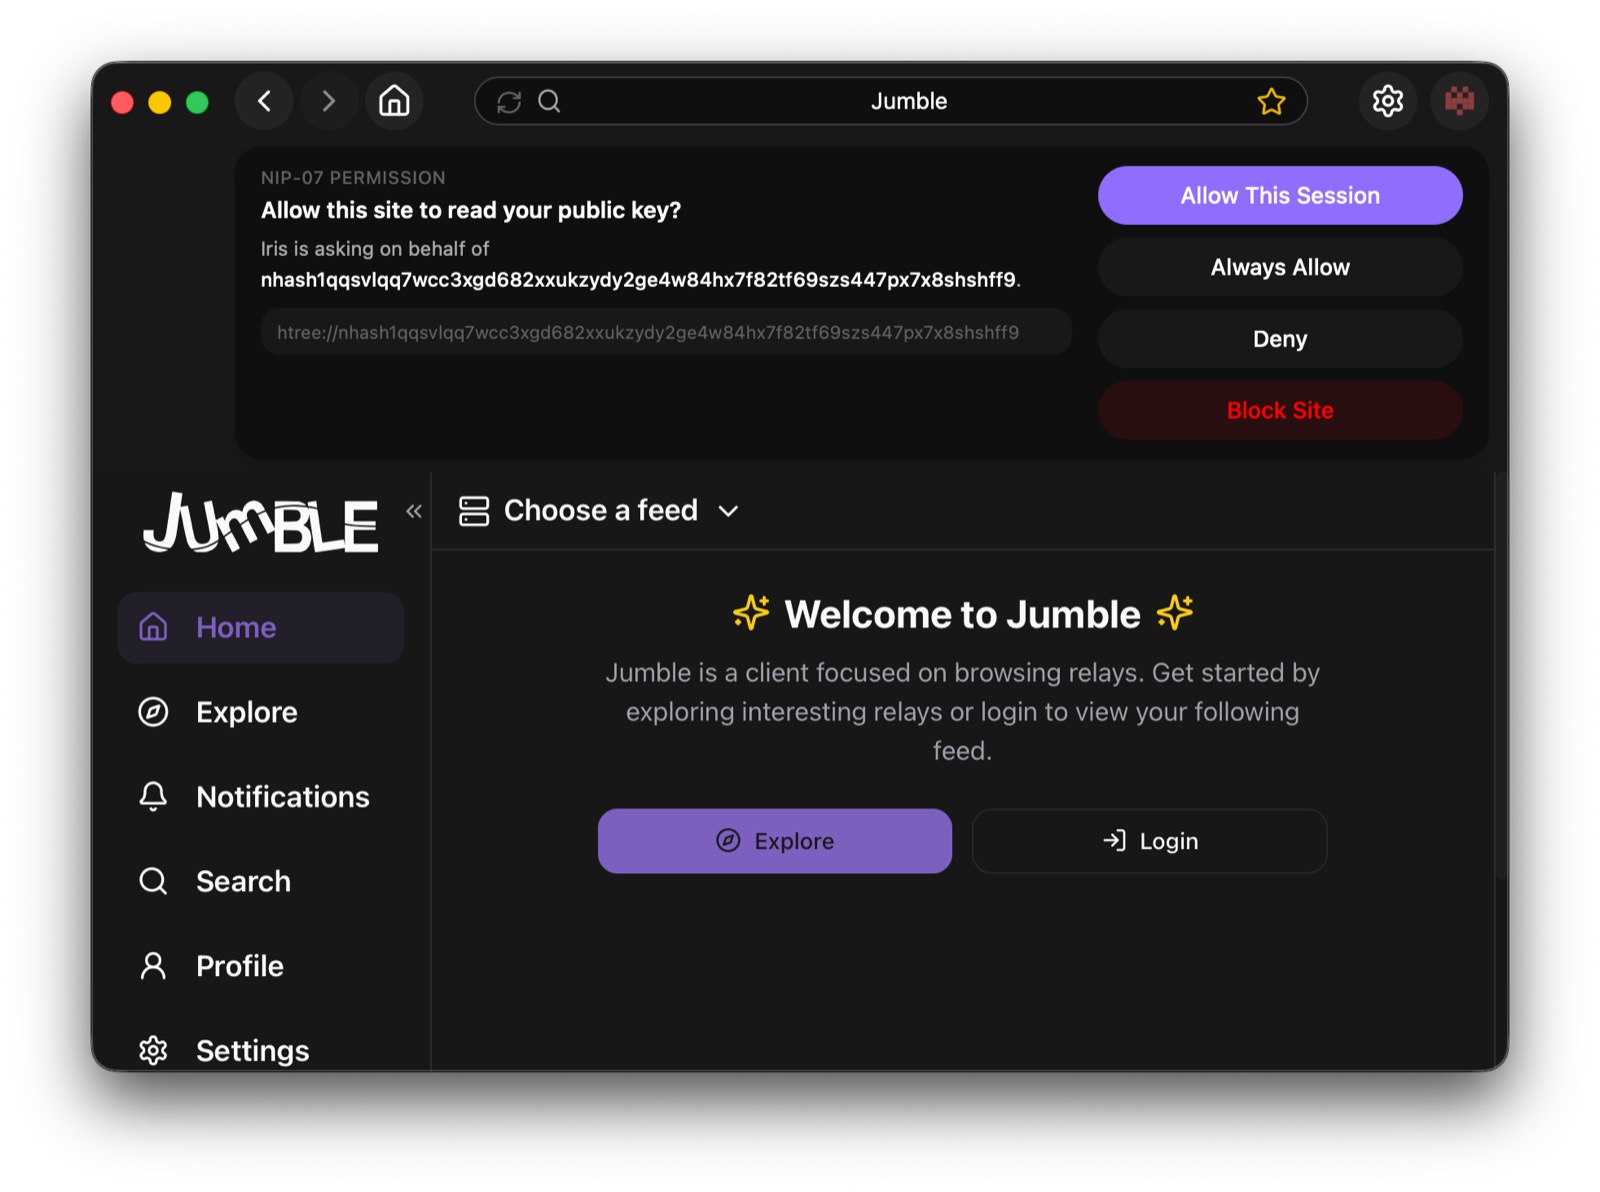 Jumble
NIP-07 PERMISSION
Allow this site to read your public key?
Iris is asking on behalf of
nhash1qqsvlqq7wcc3xgd682xxukzydy2ge4w84hx7f82tf69szs447px7x8shshff9.
htree://nhash1qqsvlqq7wcc3xgd682xxukzydy2ge4w84hx7f82tf69szs447px7x8shshff9
Allow This Session
Always Allow
Deny
Block Site
JUMBLE
Home
Explore
Notifications
Search
Profile
Settings
Choose a feed
Welcome to Jumble
Jumble is a client focused on browsing relays. Get started by
exploring interesting relays or login to view your following
feed.
Explore
Login